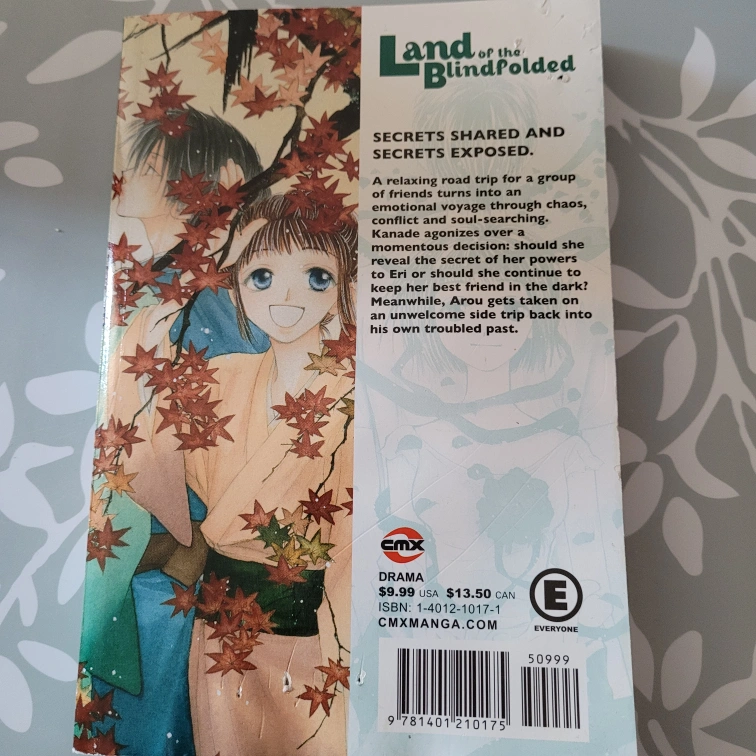 Land of the
Blindfolded
SECRETS SHARED AND
SECRETS EXPOSED.
A relaxing road trip for a group
of friends turns into an
emotional voyage through chaos,
conflict and soul-searching.
Kanade agonizes over a
momentous decision: should she
reveal the secret of her powers
to Eri or should she continue to
keep her best friend in the dark?
Meanwhile, Arou gets taken on
an unwelcome side trip back into
his own troubled past.
CMX
DRAMA
$9.99 USA $13.50 CAN
ISBN: 1-4012-1017-1
CMXMANGA.COM
E
EVERYONE
50999
9 781401 210175